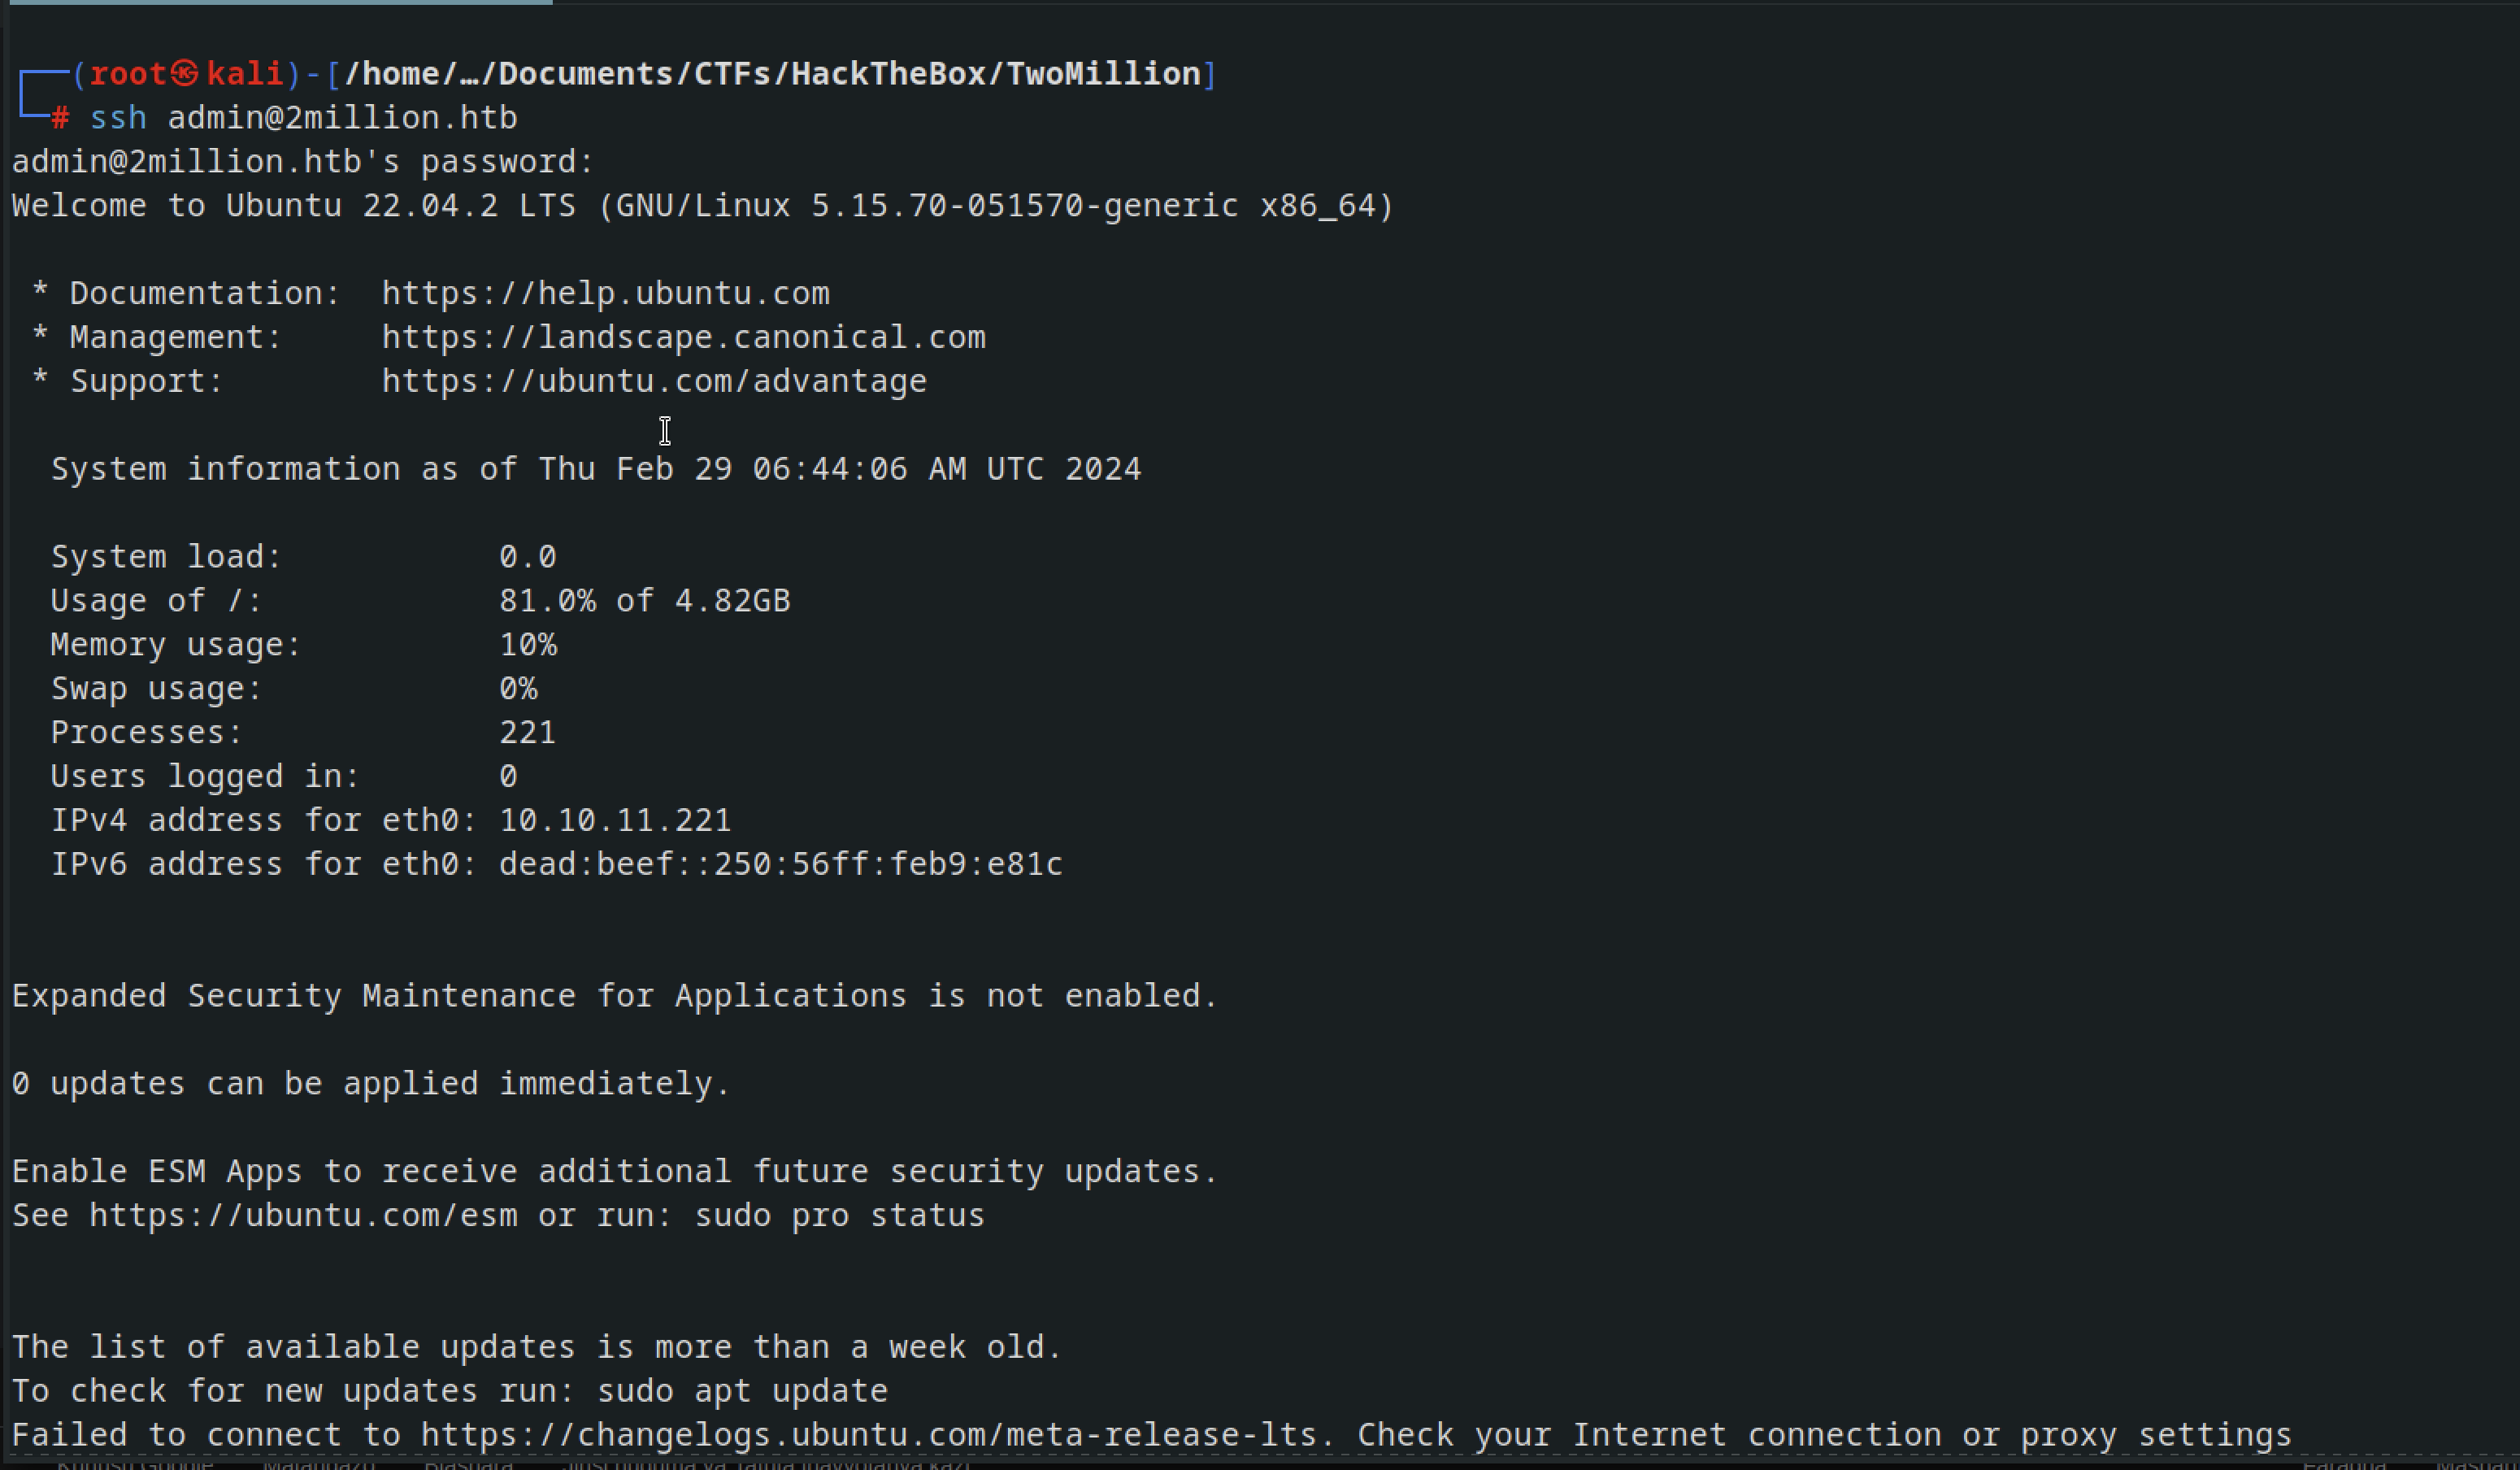 (root㉿kali)-[/home/…/Documents/CTFs/HackTheBox/TwoMillion]
# ssh admin@2million.htb
admin@2million.htb's password:
Welcome to Ubuntu 22.04.2 LTS (GNU/Linux 5.15.70-051570-generic x86_64)
* Documentation:  https://help.ubuntu.com
* Management:     https://landscape.canonical.com
* Support:        https://ubuntu.com/advantage
System information as of Thu Feb 29 06:44:06 AM UTC 2024
System load:           0.0
Usage of /:            81.0% of 4.82GB
Memory usage:          10%
Swap usage:            0%
Processes:             221
Users logged in:       0
IPv4 address for eth0: 10.10.11.221
IPv6 address for eth0: dead:beef::250:56ff:feb9:e81c
Expanded Security Maintenance for Applications is not enabled.
0 updates can be applied immediately.
Enable ESM Apps to receive additional future security updates.
See https://ubuntu.com/esm or run: sudo pro status
The list of available updates is more than a week old.
To check for new updates run: sudo apt update
Failed to connect to https://changelogs.ubuntu.com/meta-release-lts. Check your Internet connection or proxy settings